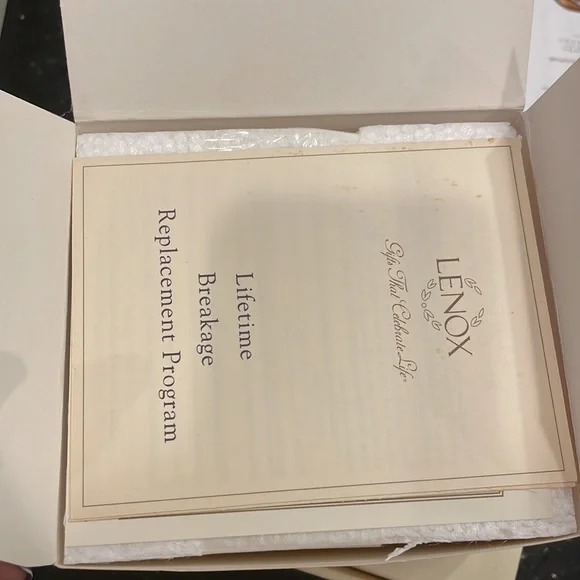 LENOX
Gifts That Celebrate Life
Lifetime
Breakage
Replacement Program